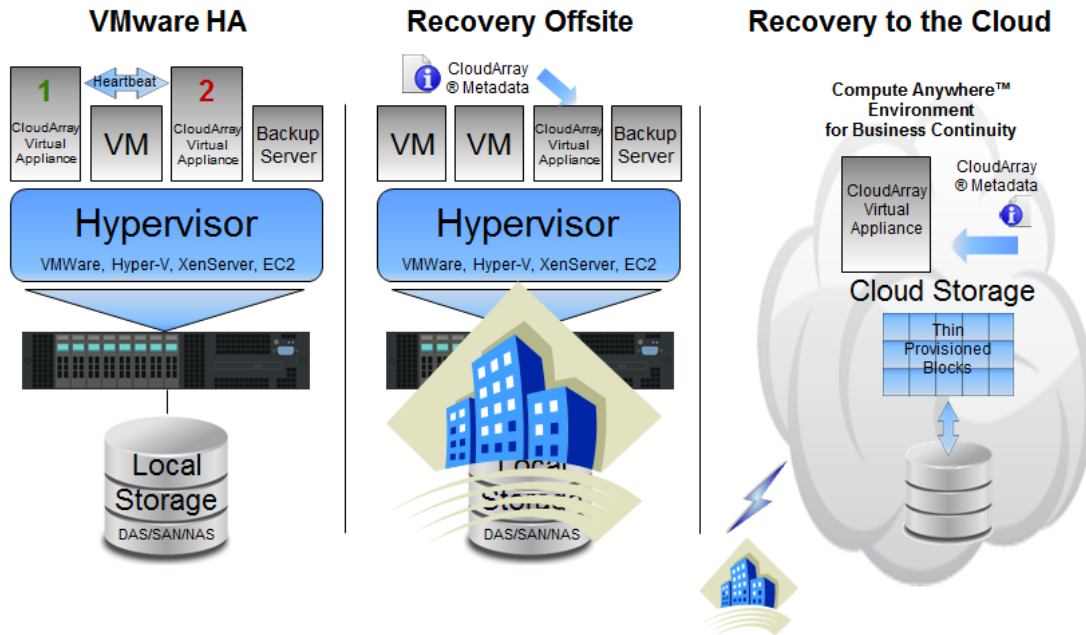 VMware HA
1
Heartbeat
2
CloudArray
Virtual
Appliance
VM
CloudArray
Virtual
Appliance
Backup
Server
Hypervisor
VMWare, Hyper-V, XenServer, EC2
Local
Storage
DAS/SAN/NAS
Recovery Offsite
CloudArray
® Metadata
VM
VM
CloudArray
Virtual
Appliance
Backup
Server
Hypervisor
VMWare, Hyper-V, XenServer, EC2
Local
Storage
DAS/SAN/NAS
Recovery to the Cloud
Compute Anywhere™
Environment
for Business Continuity
CloudArray
Virtual
Appliance
CloudArray
® Metadata
Cloud Storage
Thin
Provisioned
Blocks